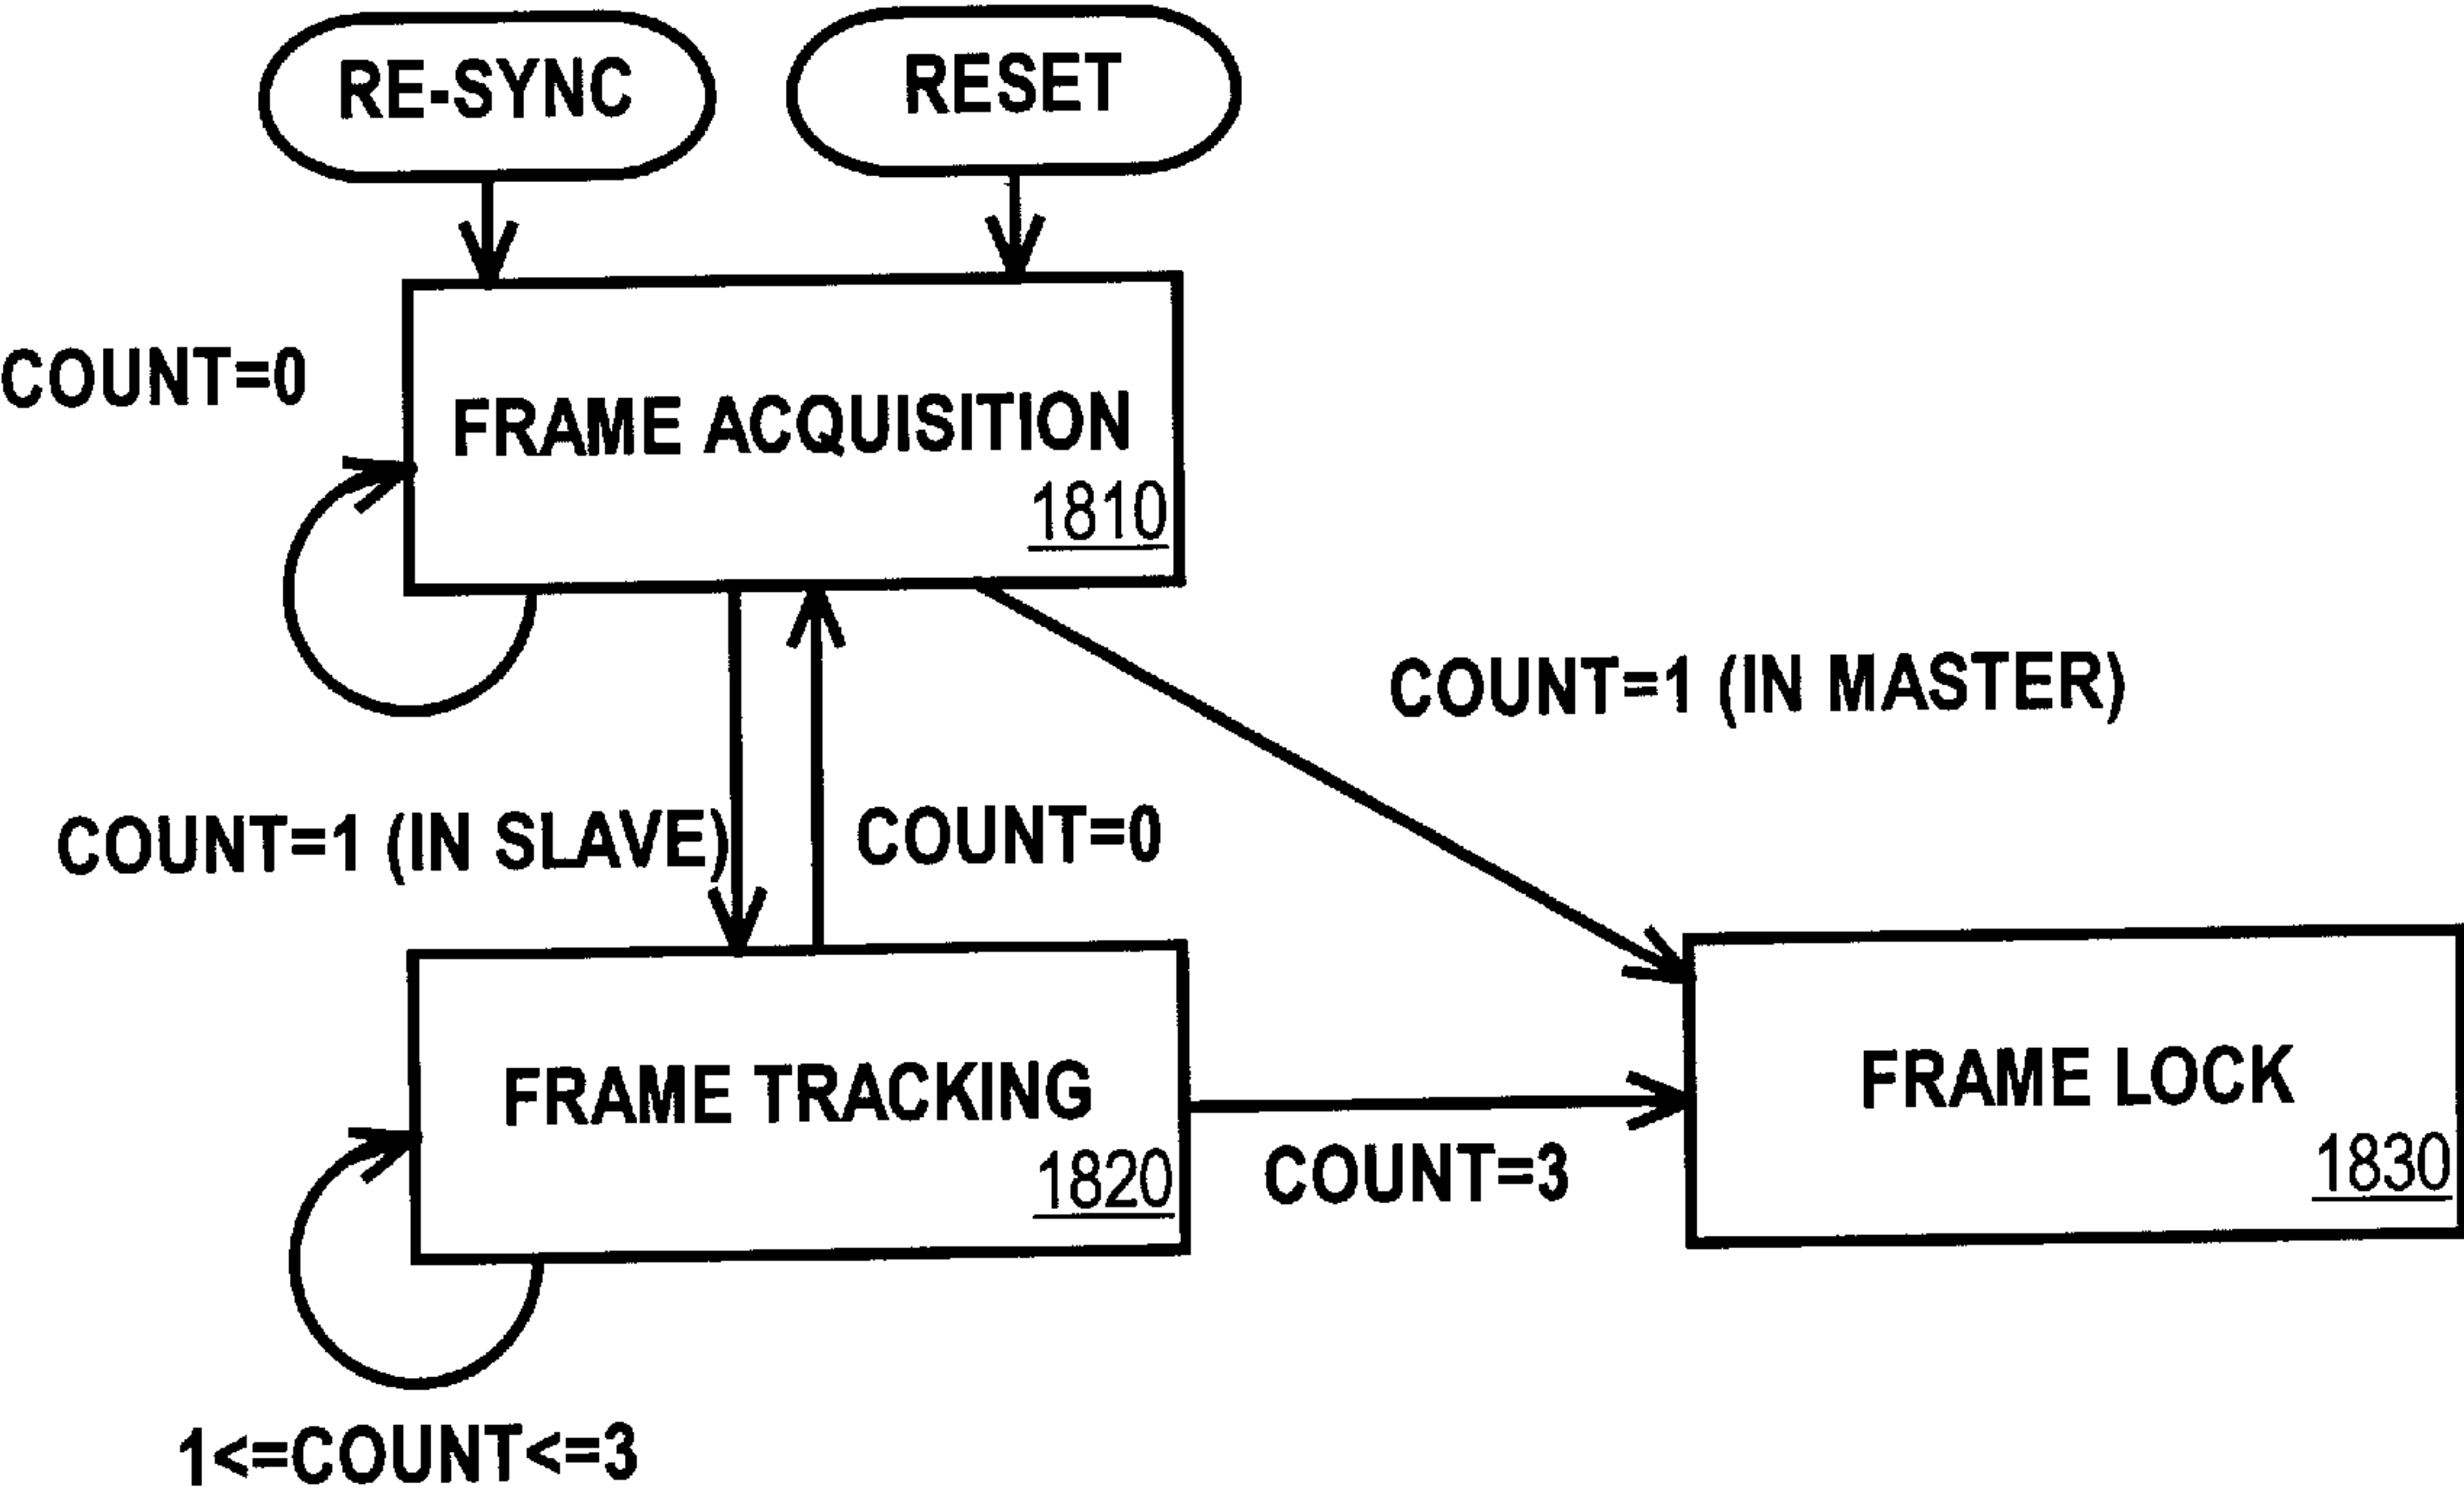 RE-SYNC
RESET
COUNT=0
FRAME ACQUISITION
1810
COUNT=1 (IN MASTER)
COUNT=1 (IN SLAVE)
COUNT=0
FRAME TRACKING
1820
COUNT=3
FRAME LOCK
1830
1<=COUNT<=3